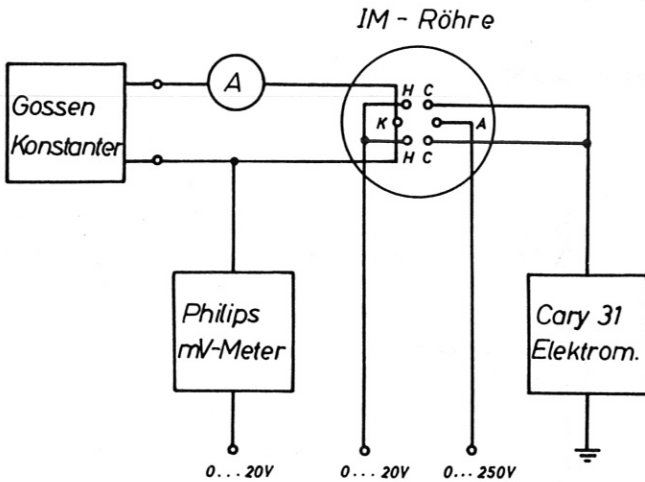 IM - Röhre
Gossen
Konstanter
A
H C
K
A
H C
Philips
mV-Meter
Cary 31
Elektrom.
0...20V
0...20V
0...250V